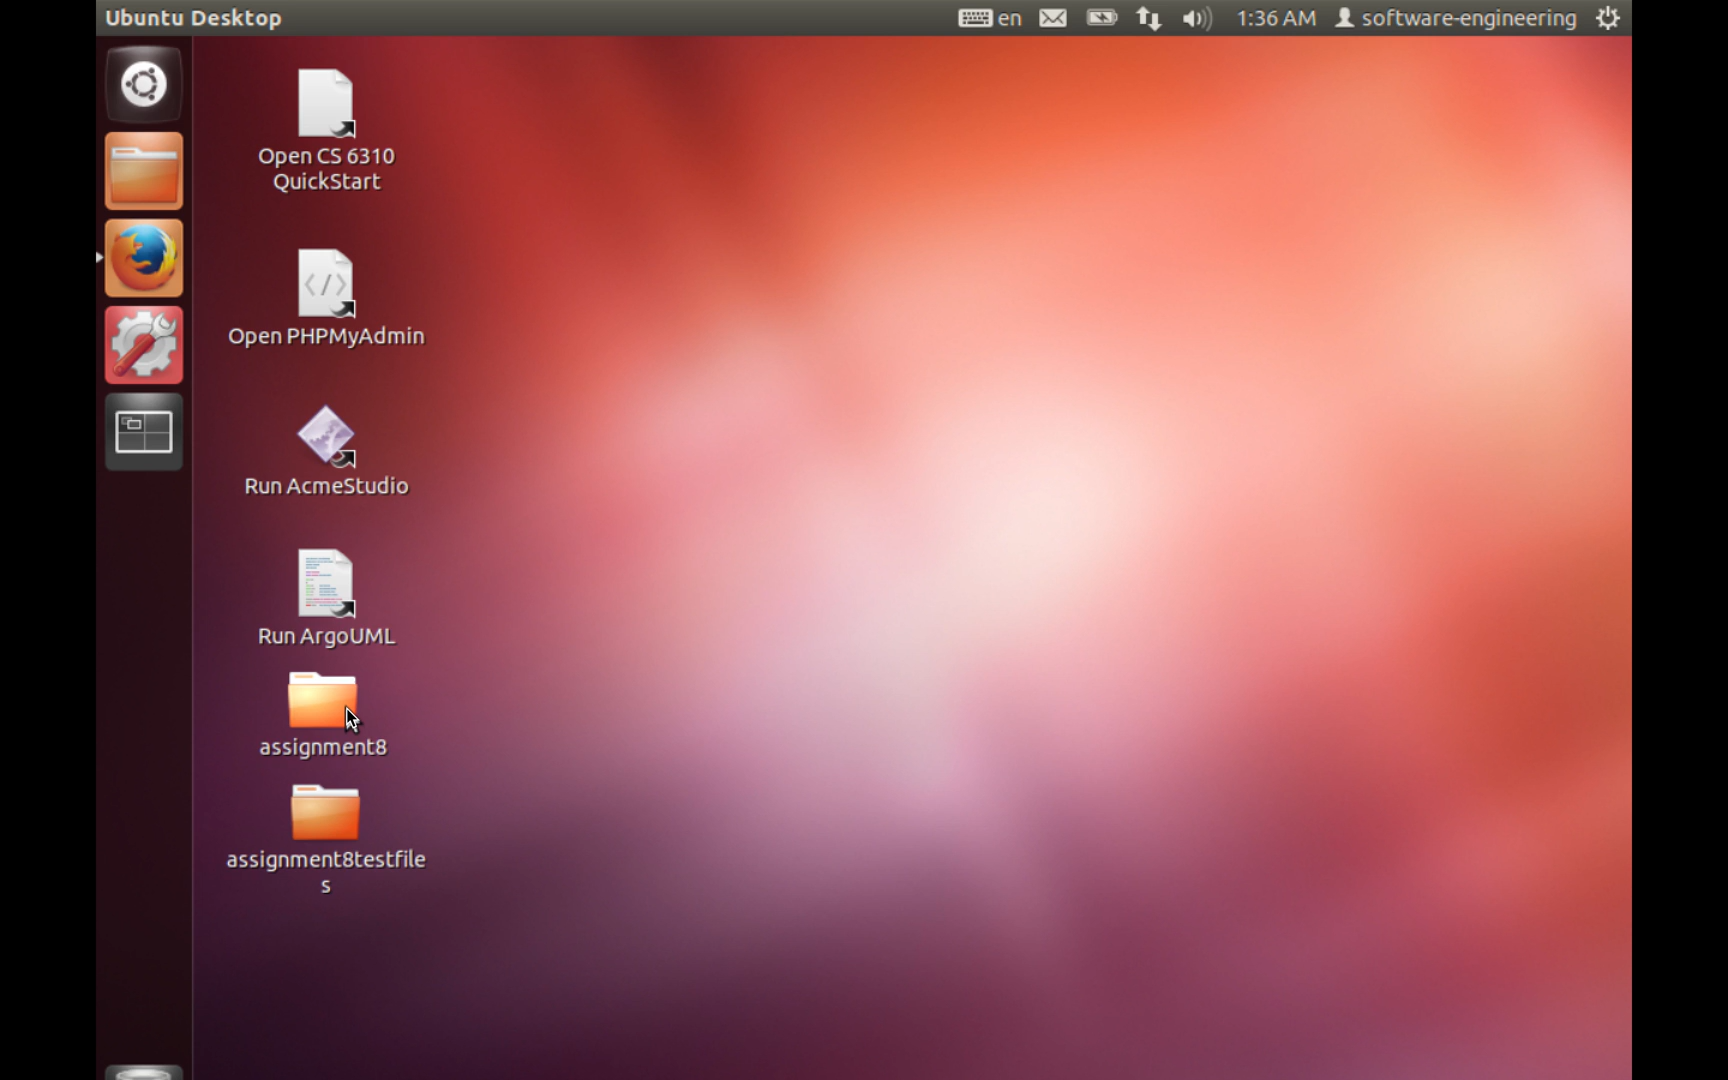 Ubuntu Desktop
en
1:36 AM
software-engineering
Open CS 6310
QuickStart
</>
Open PHPMyAdmin
Run AcmeStudio
Run ArgoUML
assignment8
assignment8testfile
s